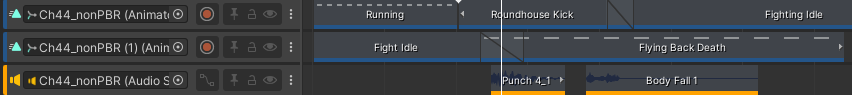 Ch44_nonPBR (Animat Running Roundhouse Kick Fighting Idle
Ch44_nonPBR (1) (Anin Fight Idle Flying Back Death
Ch44_nonPBR (Audio S Punch 4_1 Body Fall 1